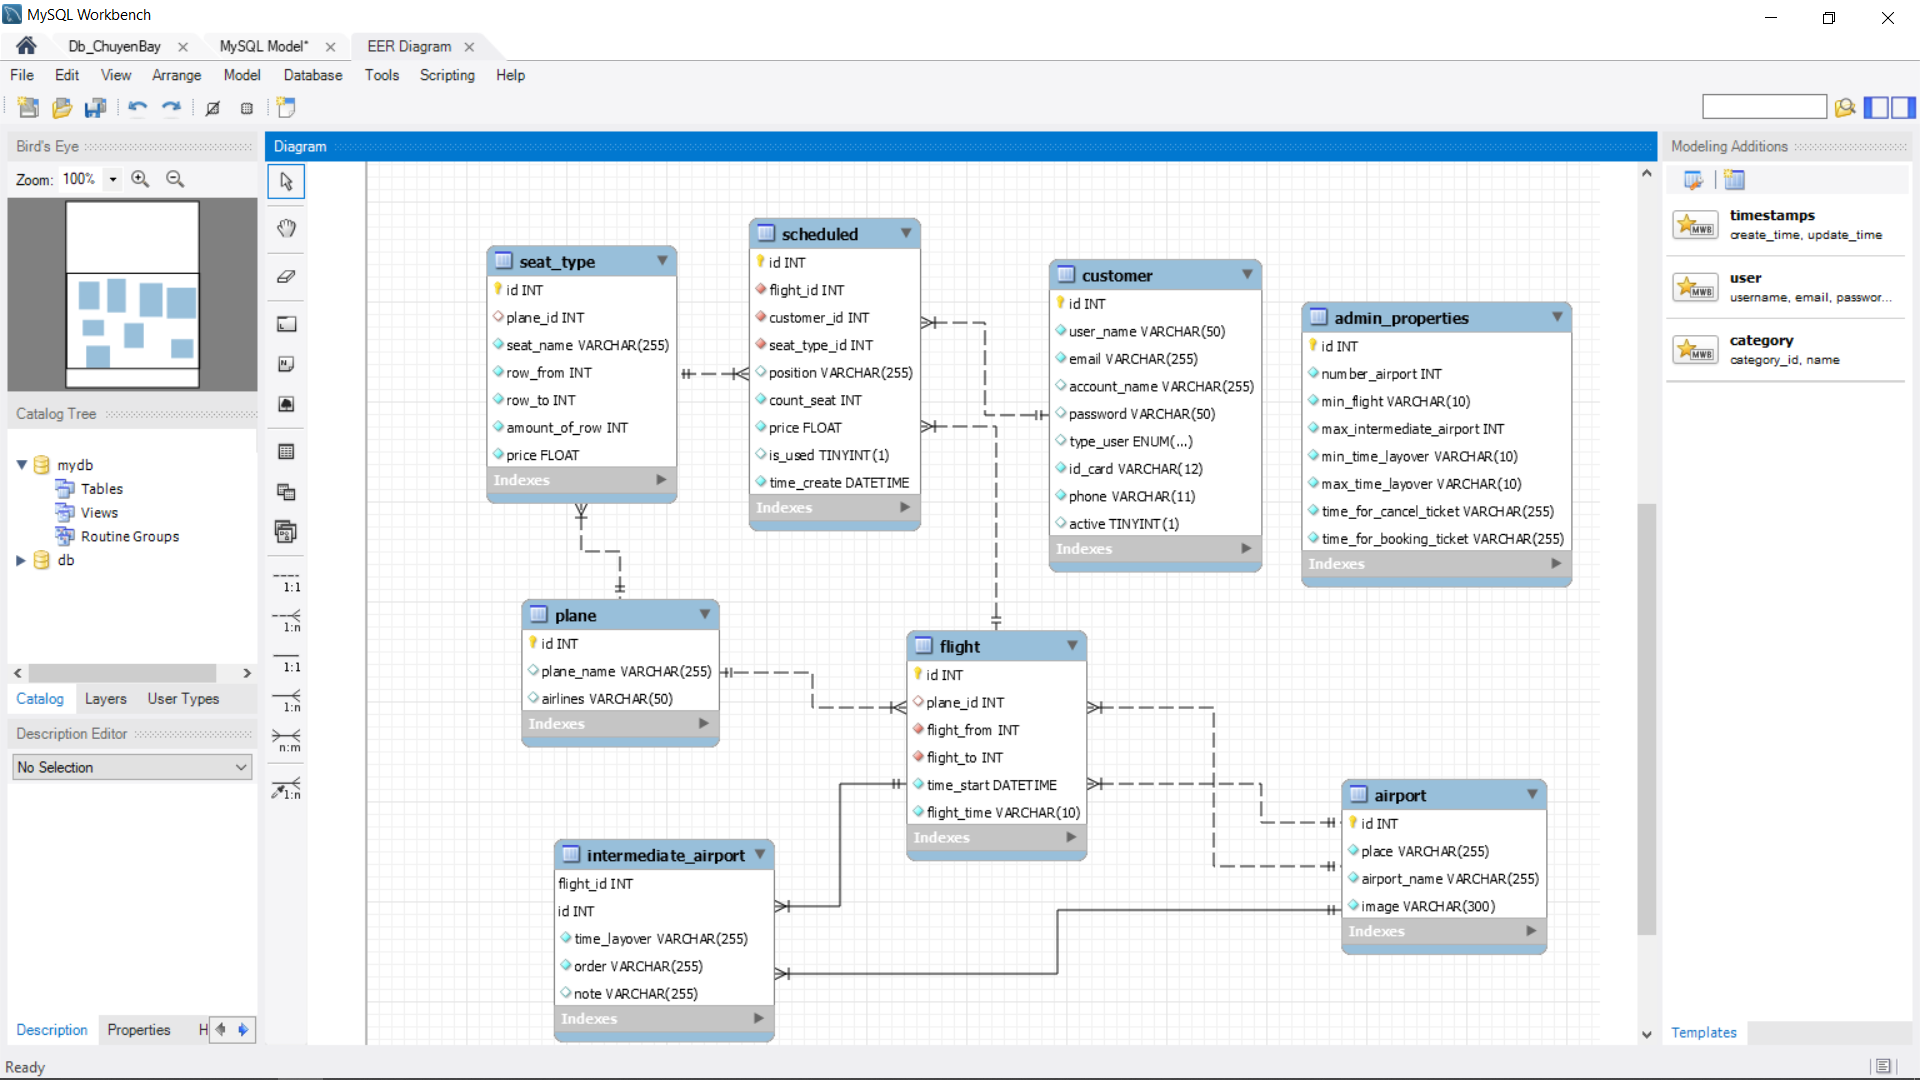 MySQL Workbench
Db_ChuyenBay
MySQL Model*
EER Diagram
File Edit View Arrange Model Database Tools Scripting Help
Bird's Eye
Zoom: 100%
Catalog Tree
mydb
Tables
Views
Routine Groups
db
Catalog Layers User Types
Description Editor
No Selection
Description Properties H
Ready
Diagram
1:1
1:n
1:1
1:n
n:m
1:n
seat_type
id INT
plane_id INT
seat_name VARCHAR(255)
row_from INT
row_to INT
amount_of_row INT
price FLOAT
Indexes
scheduled
id INT
flight_id INT
customer_id INT
seat_type_id INT
position VARCHAR(255)
count_seat INT
price FLOAT
is_used TINYINT(1)
time_create DATETIME
Indexes
customer
id INT
user_name VARCHAR(50)
email VARCHAR(255)
account_name VARCHAR(255)
password VARCHAR(50)
type_user ENUM(...)
id_card VARCHAR(12)
phone VARCHAR(11)
active TINYINT(1)
Indexes
admin_properties
id INT
number_airport INT
min_flight VARCHAR(10)
max_intermediate_airport INT
min_time_layover VARCHAR(10)
max_time_layover VARCHAR(10)
time_for_cancel_ticket VARCHAR(255)
time_for_booking_ticket VARCHAR(255)
Indexes
plane
id INT
plane_name VARCHAR(255)
airlines VARCHAR(50)
Indexes
flight
id INT
plane_id INT
flight_from INT
flight_to INT
time_start DATETIME
flight_time VARCHAR(10)
Indexes
airport
id INT
place VARCHAR(255)
airport_name VARCHAR(255)
image VARCHAR(300)
Indexes
intermediate_airport
flight_id INT
id INT
time_layover VARCHAR(255)
order VARCHAR(255)
note VARCHAR(255)
Indexes
Modeling Additions
MWB
timestamps
create_time, update_time
MWB
user
username, email, passwor...
MWB
category
category_id, name
Templates